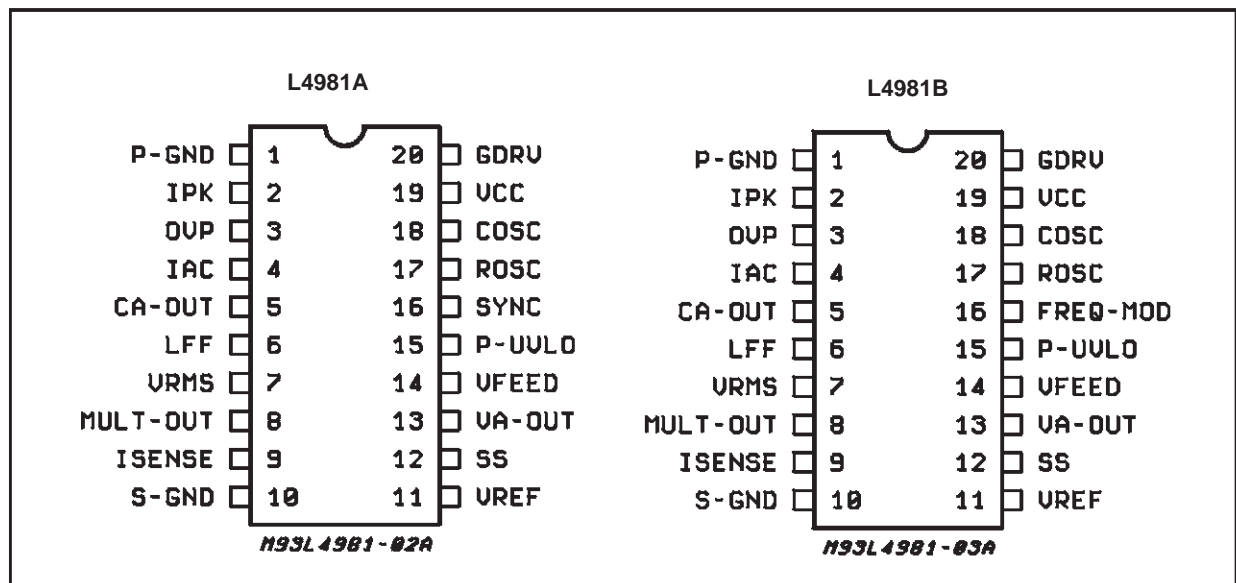 L4981A
P-GND 1 20 GDRV
IPK 2 19 VCC
OVP 3 18 COSC
IAC 4 17 ROSC
CA-OUT 5 16 SYNC
LFF 6 15 P-UVLO
VRMS 7 14 VFEED
MULT-OUT 8 13 VA-OUT
ISENSE 9 12 SS
S-GND 10 11 VREF
M93L4981-02A
L4981B
P-GND 1 20 GDRV
IPK 2 19 VCC
OVP 3 18 COSC
IAC 4 17 ROSC
CA-OUT 5 16 FREQ-MOD
LFF 6 15 P-UVLO
VRMS 7 14 VFEED
MULT-OUT 8 13 VA-OUT
ISENSE 9 12 SS
S-GND 10 11 VREF
M93L4981-03A